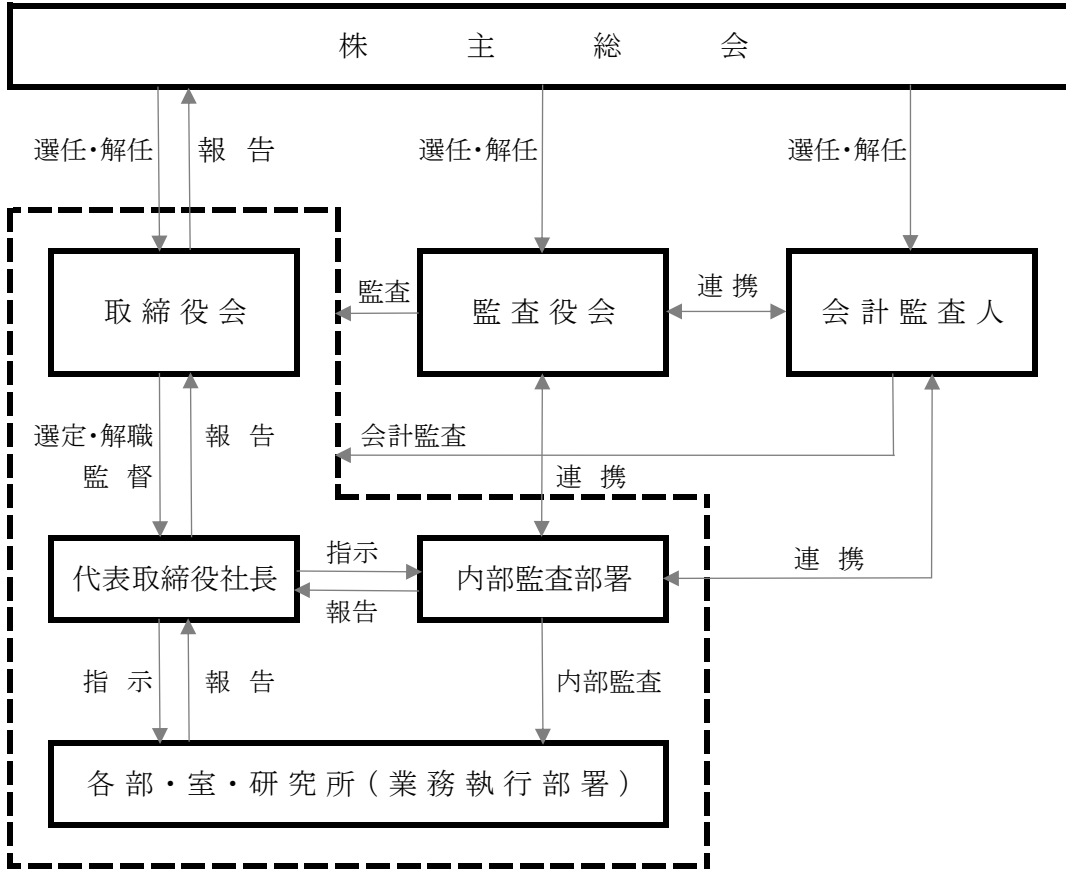 株主総会
選任・解任
報告
選任・解任
選任・解任
取締役会
監査
監査役会
連携
会計監査人
選定・解職
監督
報告
会計監査
連携
代表取締役社長
指示
報告
内部監査部署
連携
指示
報告
内部監査
各部・室・研究所(業務執行部署)